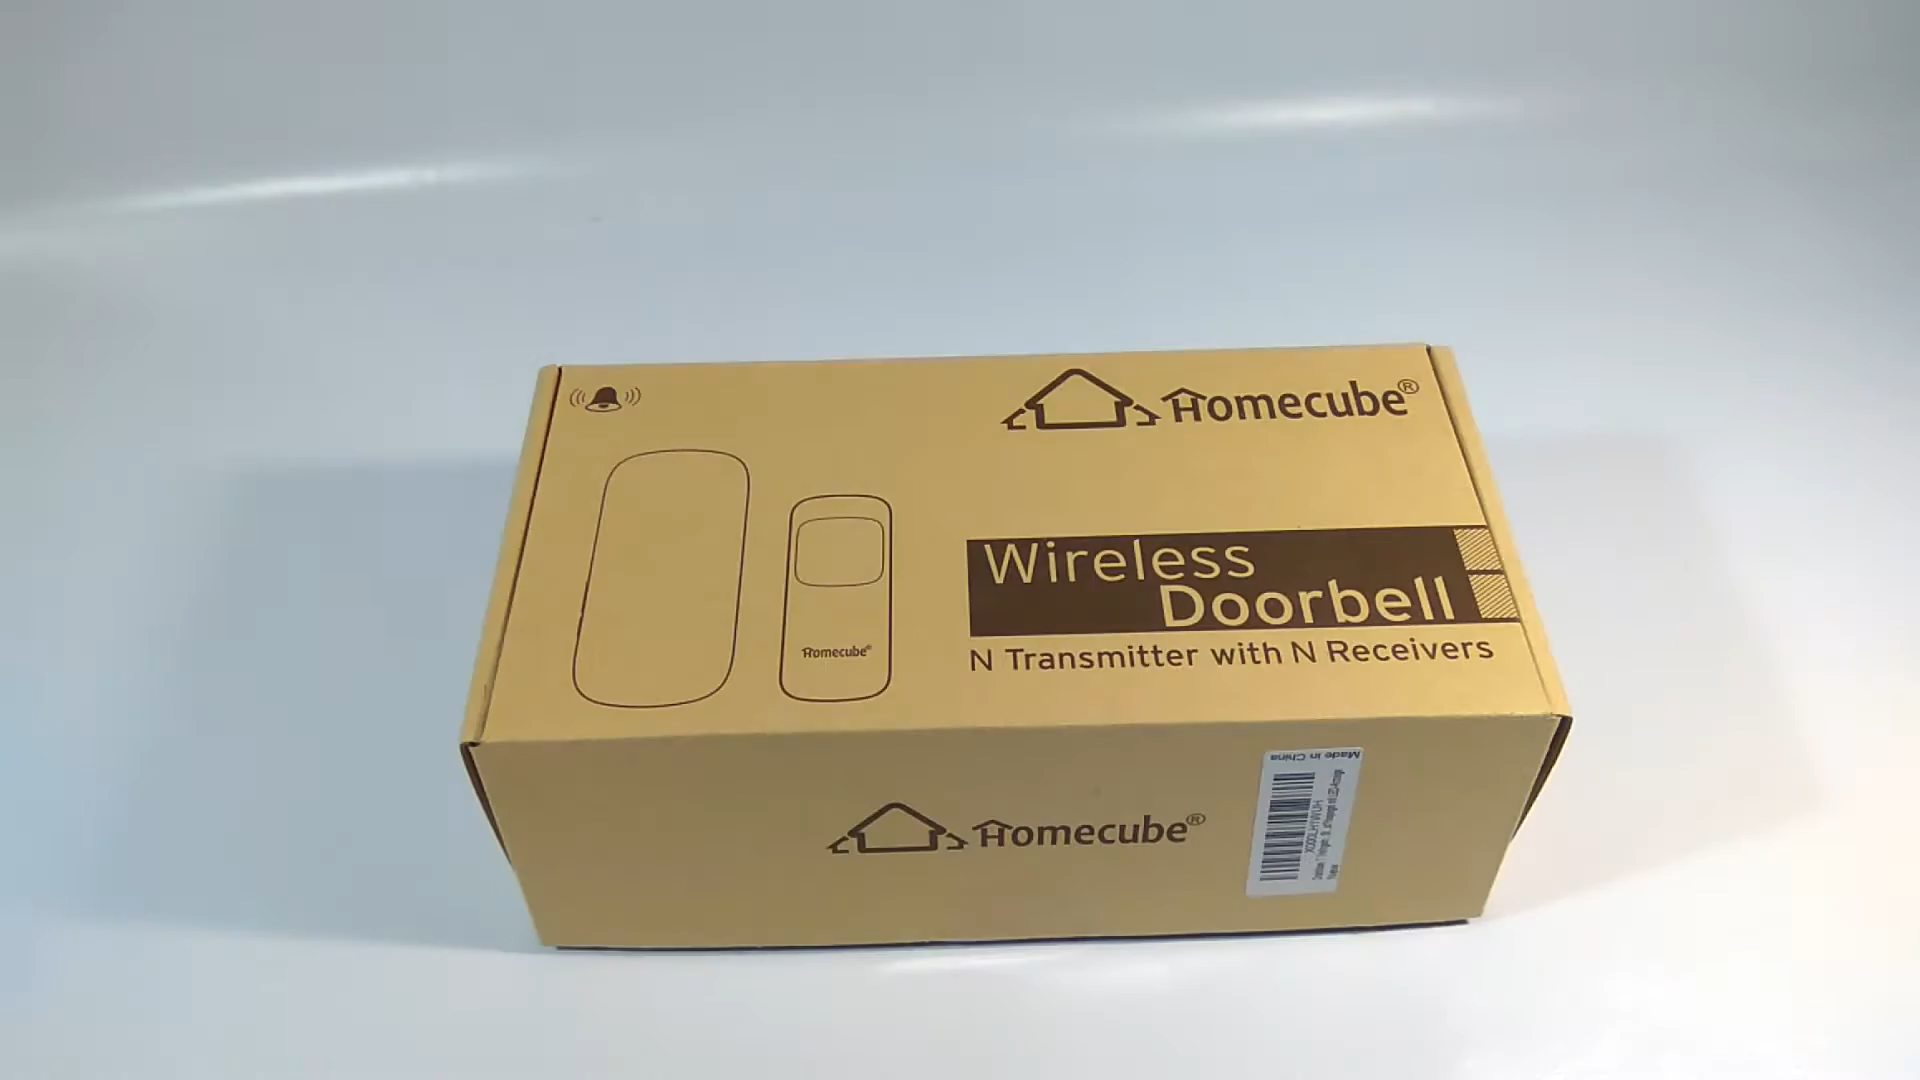 Homecube®
Wireless
Doorbell
N Transmitter with N Receivers
Homecube®
Homecube®
Made in China